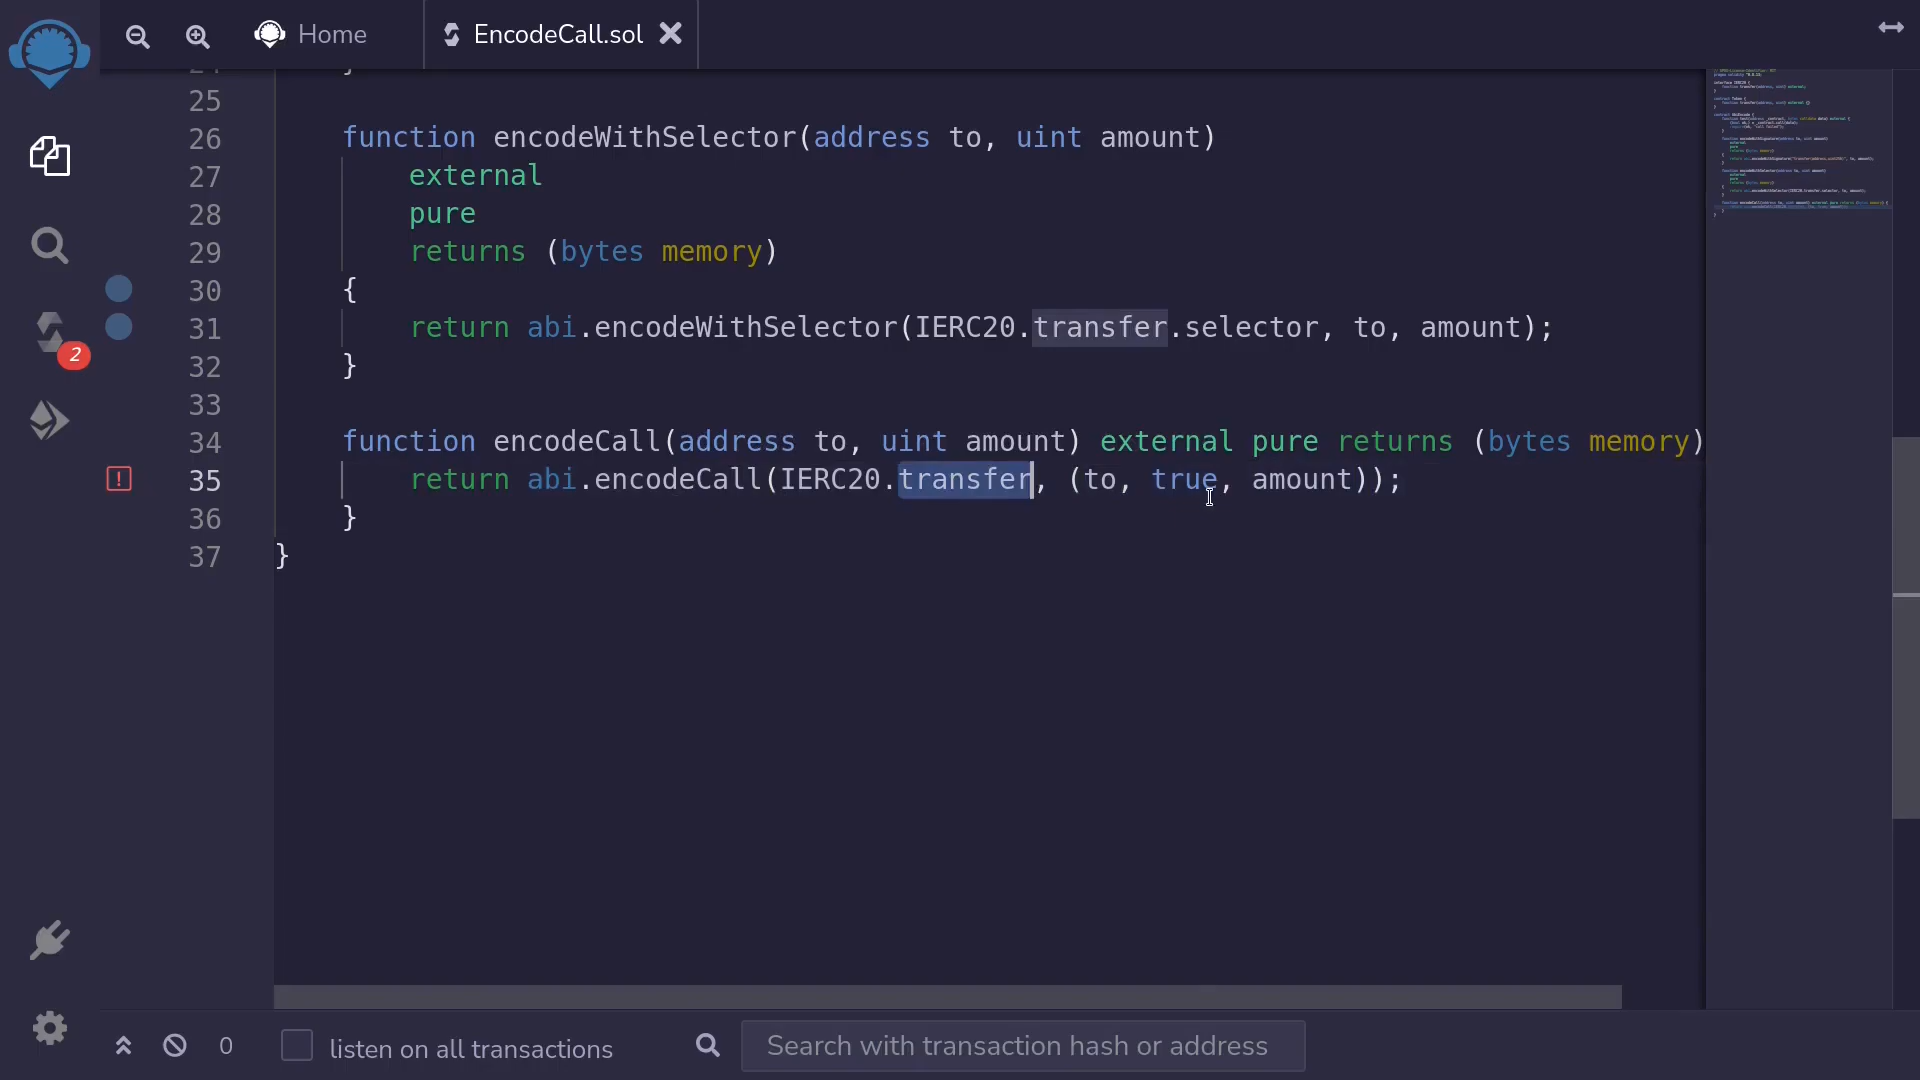 Home
EncodeCall.sol
24 }
25
26 function encodeWithSelector(address to, uint amount)
27 external
28 pure
29 returns (bytes memory)
30 {
31 return abi.encodeWithSelector(IERC20.transfer.selector, to, amount);
32 }
33
34 function encodeCall(address to, uint amount) external pure returns (bytes memory)
35 return abi.encodeCall(IERC20.transfer, (to, true, amount));
36 }
37 }
2
0
listen on all transactions
Search with transaction hash or address